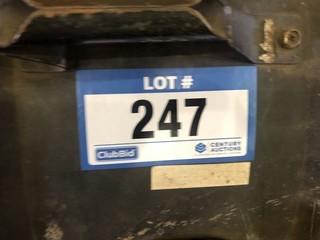 LOT #
247
ClubBid
CENTURY
AUCTIONS